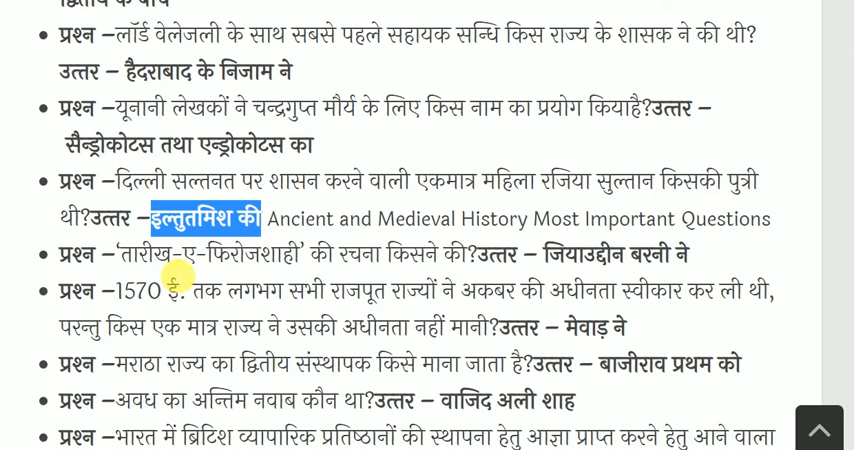 द्वितीय के बीच
प्रश्न –लॉर्ड वेलेजली के साथ सबसे पहले सहायक सन्धि किस राज्य के शासक ने की थी?
उत्तर – हैदराबाद के निजाम ने
प्रश्न –यूनानी लेखकों ने चन्द्रगुप्त मौर्य के लिए किस नाम का प्रयोग कियाहै?उत्तर –
सैन्ड्रोकोटस तथा एन्ड्रोकोटस का
प्रश्न –दिल्ली सल्तनत पर शासन करने वाली एकमात्र महिला रजिया सुल्तान किसकी पुत्री
थी?उत्तर –इल्तुतमिश की Ancient and Medieval History Most Important Questions
प्रश्न –‘तारीख-ए-फिरोजशाही’ की रचना किसने की?उत्तर – जियाउद्दीन बरनी ने
प्रश्न –1570 ई. तक लगभग सभी राजपूत राज्यों ने अकबर की अधीनता स्वीकार कर ली थी,
परन्तु किस एक मात्र राज्य ने उसकी अधीनता नहीं मानी?उत्तर – मेवाड़ ने
प्रश्न –मराठा राज्य का द्वितीय संस्थापक किसे माना जाता है?उत्तर – बाजीराव प्रथम को
प्रश्न –अवध का अन्तिम नवाब कौन था?उत्तर – वाजिद अली शाह
प्रश्न –भारत में ब्रिटिश व्यापारिक प्रतिष्ठानों की स्थापना हेतु आज्ञा प्राप्त करने हेतु आने वाला